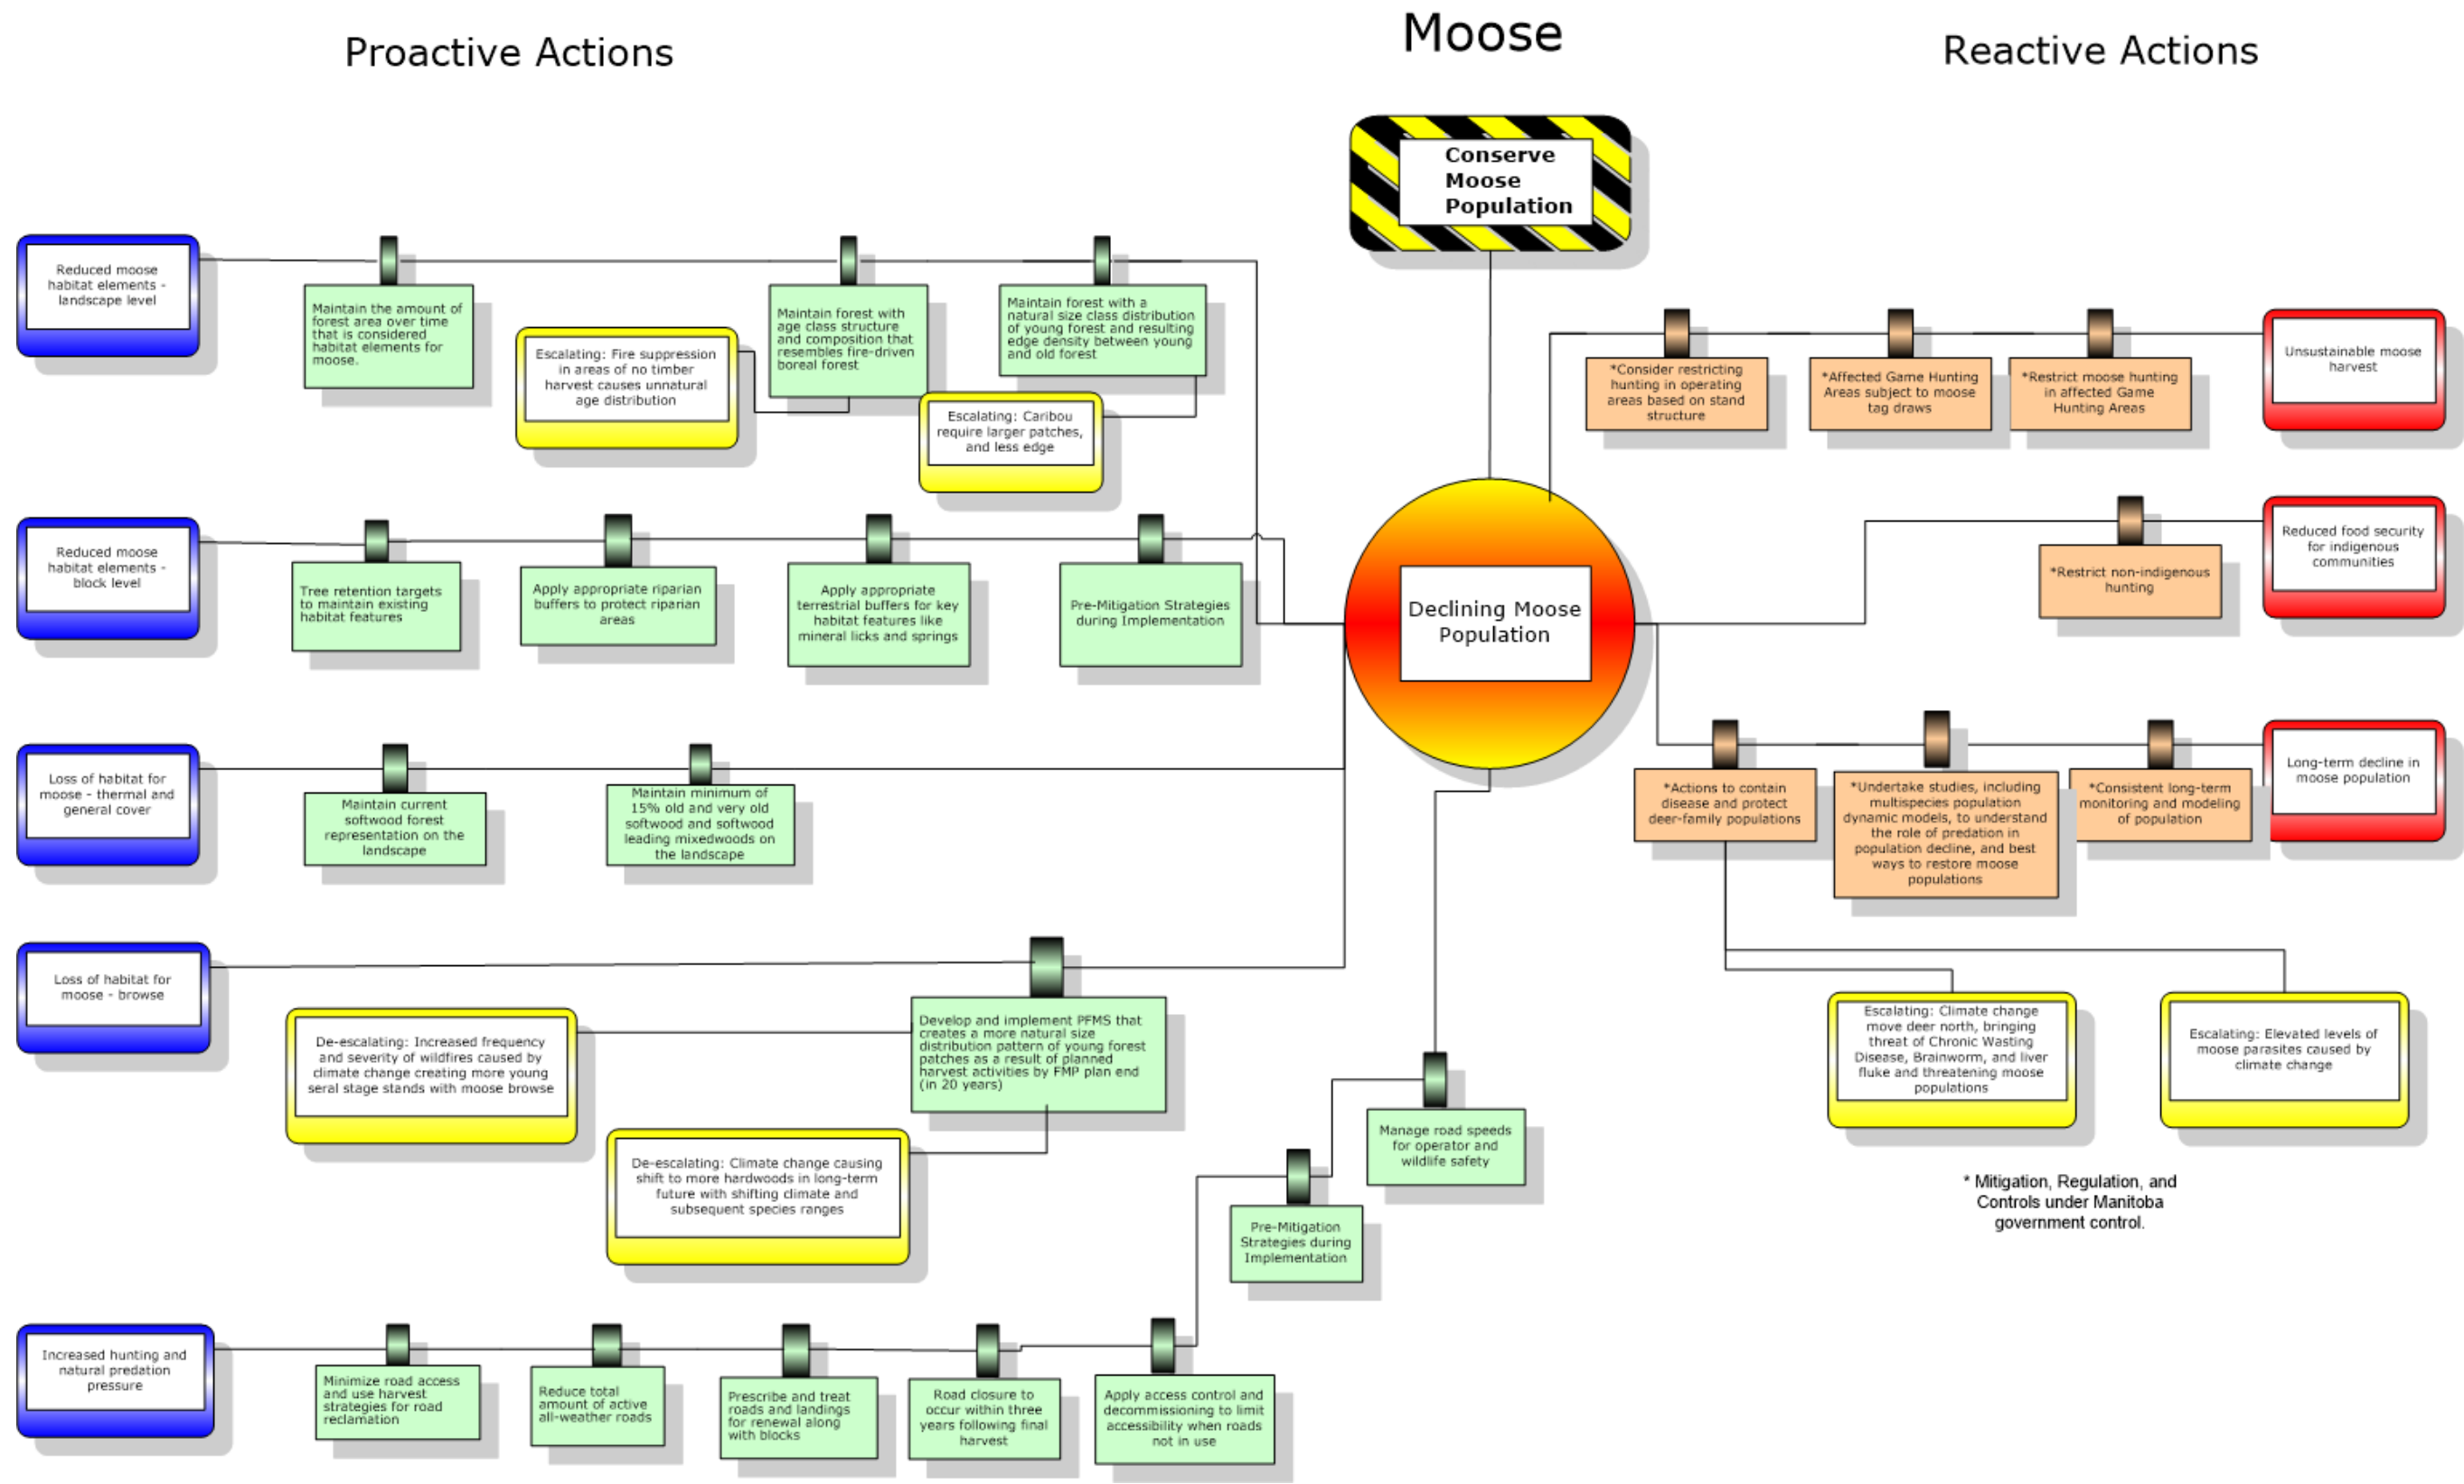 Proactive Actions
Moose
Reactive Actions
Conserve
Moose
Population
Reduced moose
habitat elements -
landscape level
Maintain the amount of
forest area over time
that is considered
habitat elements for
moose.
Escalating: Fire suppression
in areas of no timber
harvest causes unnatural
age distribution
Maintain forest with
age class structure
and composition that
resembles fire-driven
boreal forest
Maintain forest with a
natural size class distribution
of young forest and resulting
edge density between young
and old forest
Escalating: Caribou
require larger patches,
and less edge
*Consider restricting
hunting in operating
areas based on stand
structure
*Affected Game Hunting
Areas subject to moose
tag draws
*Restrict moose hunting
in affected Game
Hunting Areas
Unsustainable moose
harvest
Reduced moose
habitat elements -
block level
Tree retention targets
to maintain existing
habitat features
Apply appropriate riparian
buffers to protect riparian
areas
Apply appropriate
terrestrial buffers for key
habitat features like
mineral licks and springs
Pre-Mitigation Strategies
during Implementation
Declining Moose
Population
*Restrict non-indigenous
hunting
Reduced food security
for indigenous
communities
Loss of habitat for
moose - thermal and
general cover
Maintain current
softwood forest
representation on the
landscape
Maintain minimum of
15% old and very old
softwood and softwood
leading mixedwoods on
the landscape
*Actions to contain
disease and protect
deer-family populations
*Undertake studies, including
multispecies population
dynamic models, to understand
the role of predation in
population decline, and best
ways to restore moose
populations
*Consistent long-term
monitoring and modeling
of population
Long-term decline in
moose population
Loss of habitat for
moose - browse
De-escalating: Increased frequency
and severity of wildfires caused by
climate change creating more young
seral stage stands with moose browse
Develop and implement PFMS that
creates a more natural size
distribution pattern of young forest
patches as a result of planned
harvest activities by FMP plan end
(in 20 years)
De-escalating: Climate change causing
shift to more hardwoods in long-term
future with shifting climate and
subsequent species ranges
Escalating: Climate change
move deer north, bringing
threat of Chronic Wasting
Disease, Brainworm, and liver
fluke and threatening moose
populations
Escalating: Elevated levels of
moose parasites caused by
climate change
Manage road speeds
for operator and
wildlife safety
Pre-Mitigation
Strategies during
Implementation
* Mitigation, Regulation, and
Controls under Manitoba
government control.
Increased hunting and
natural predation
pressure
Minimize road access
and use harvest
strategies for road
reclamation
Reduce total
amount of active
all-weather roads
Prescribe and treat
roads and landings
for renewal along
with blocks
Road closure to
occur within three
years following final
harvest
Apply access control and
decommissioning to limit
accessibility when roads
not in use